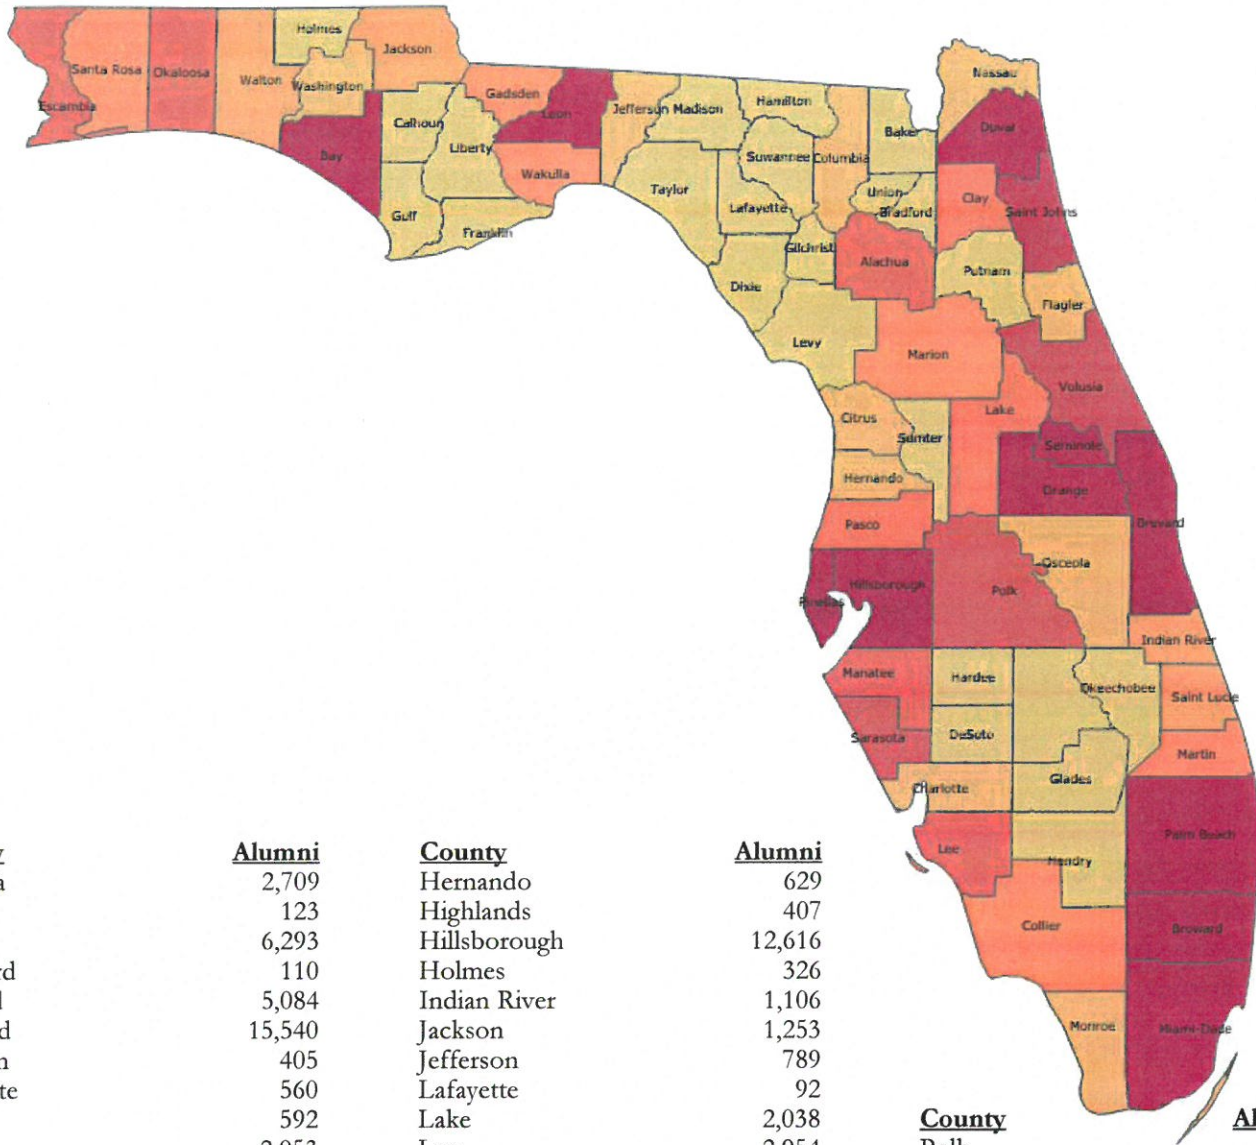 Holmes
Jackson
Nassau
Santa Rosa
Okaloosa
Walton
Washington
Gadsden
Leon
Jefferson
Madison
Hamilton
Escambia
Calhoun
Baker
Duval
Bay
Liberty
Suwannee
Columbia
Wakulla
Taylor
Union
Clay
Lafayette
Bradford
Saint Johns
Gulf
Franklin
Gilchrist
Alachua
Putnam
Dixie
Flagler
Levy
Marion
Volusia
Citrus
Lake
Sumter
Seminole
Hernando
Orange
Pasco
Brevard
Osceola
Hillsborough
Polk
Pinellas
Indian River
Manatee
Hardee
Okeechobee
Saint Lucie
Sarasota
DeSoto
Martin
Glades
Charlotte
Palm Beach
Lee
Hendry
Collier
Broward
Monroe
Miami-Dade
Alumni County Alumni
2,709 Hernando 629
123 Highlands 407
6,293 Hillsborough 12,616
110 Holmes 326
5,084 Indian River 1,106
15,540 Jackson 1,253
405 Jefferson 789
560 Lafayette 92
592 Lake 2,038 County